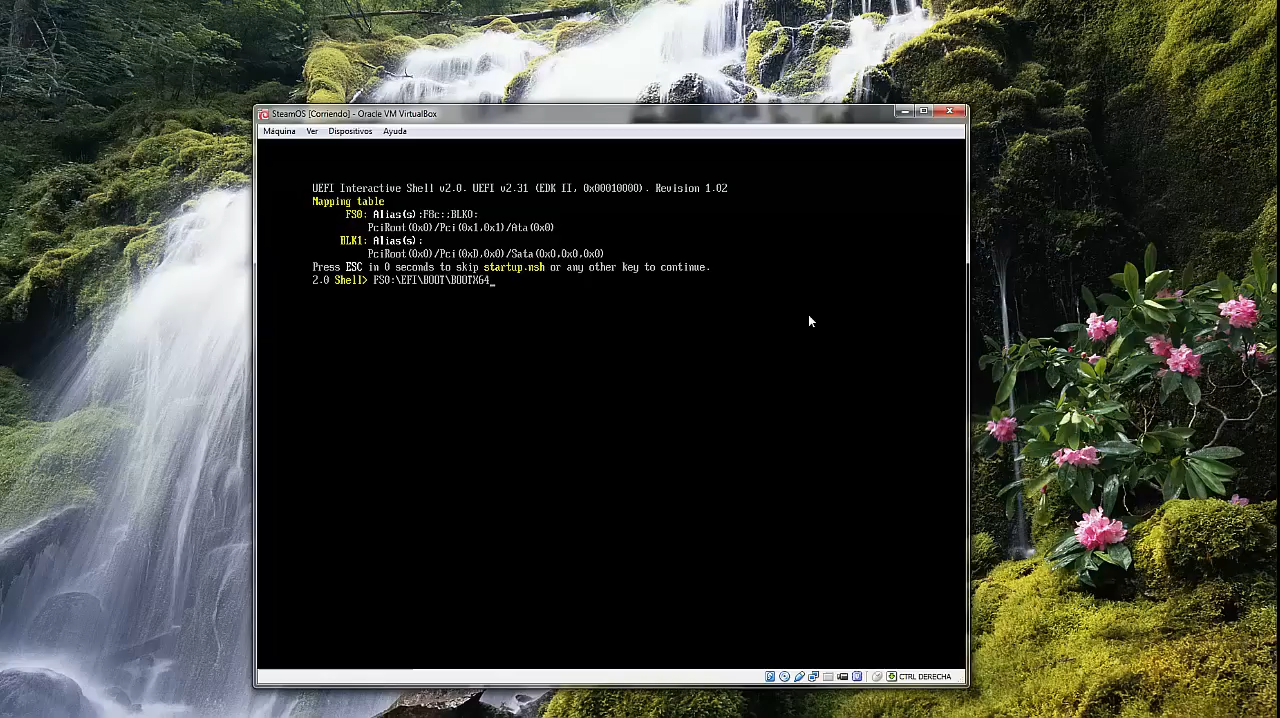 SteamOS [Corriendo] - Oracle VM VirtualBox
Máquina Ver Dispositivos Ayuda
UEFI Interactive Shell v2.0. UEFI v2.31 (EDK II, 0x00010000). Revision 1.02
Mapping table
FS0: Alias(s):F8c:;BLK0:
PciRoot(0x0)/Pci(0x1,0x1)/Ata(0x0)
BLK1: Alias(s):
PciRoot(0x0)/Pci(0xD,0x0)/Sata(0x0,0x0,0x0)
Press ESC in 0 seconds to skip startup.nsh or any other key to continue.
2.0 Shell> FS0:\EFI\BOOT\BOOTX64_
CTRL DERECHA